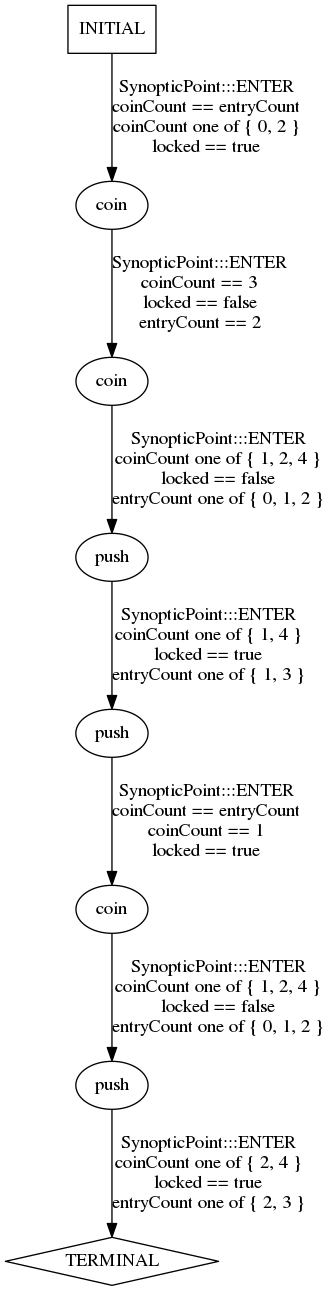 INITIAL
SynopticPoint:::ENTER
coinCount == entryCount
coinCount one of { 0, 2 }
locked == true
coin
SynopticPoint:::ENTER
coinCount == 3
locked == false
entryCount == 2
coin
SynopticPoint:::ENTER
coinCount one of { 1, 2, 4 }
locked == false
entryCount one of { 0, 1, 2 }
push
SynopticPoint:::ENTER
coinCount one of { 1, 4 }
locked == true
entryCount one of { 1, 3 }
push
SynopticPoint:::ENTER
coinCount == entryCount
coinCount == 1
locked == true
coin
SynopticPoint:::ENTER
coinCount one of { 1, 2, 4 }
locked == false
entryCount one of { 0, 1, 2 }
push
SynopticPoint:::ENTER
coinCount one of { 2, 4 }
locked == true
entryCount one of { 2, 3 }
TERMINAL